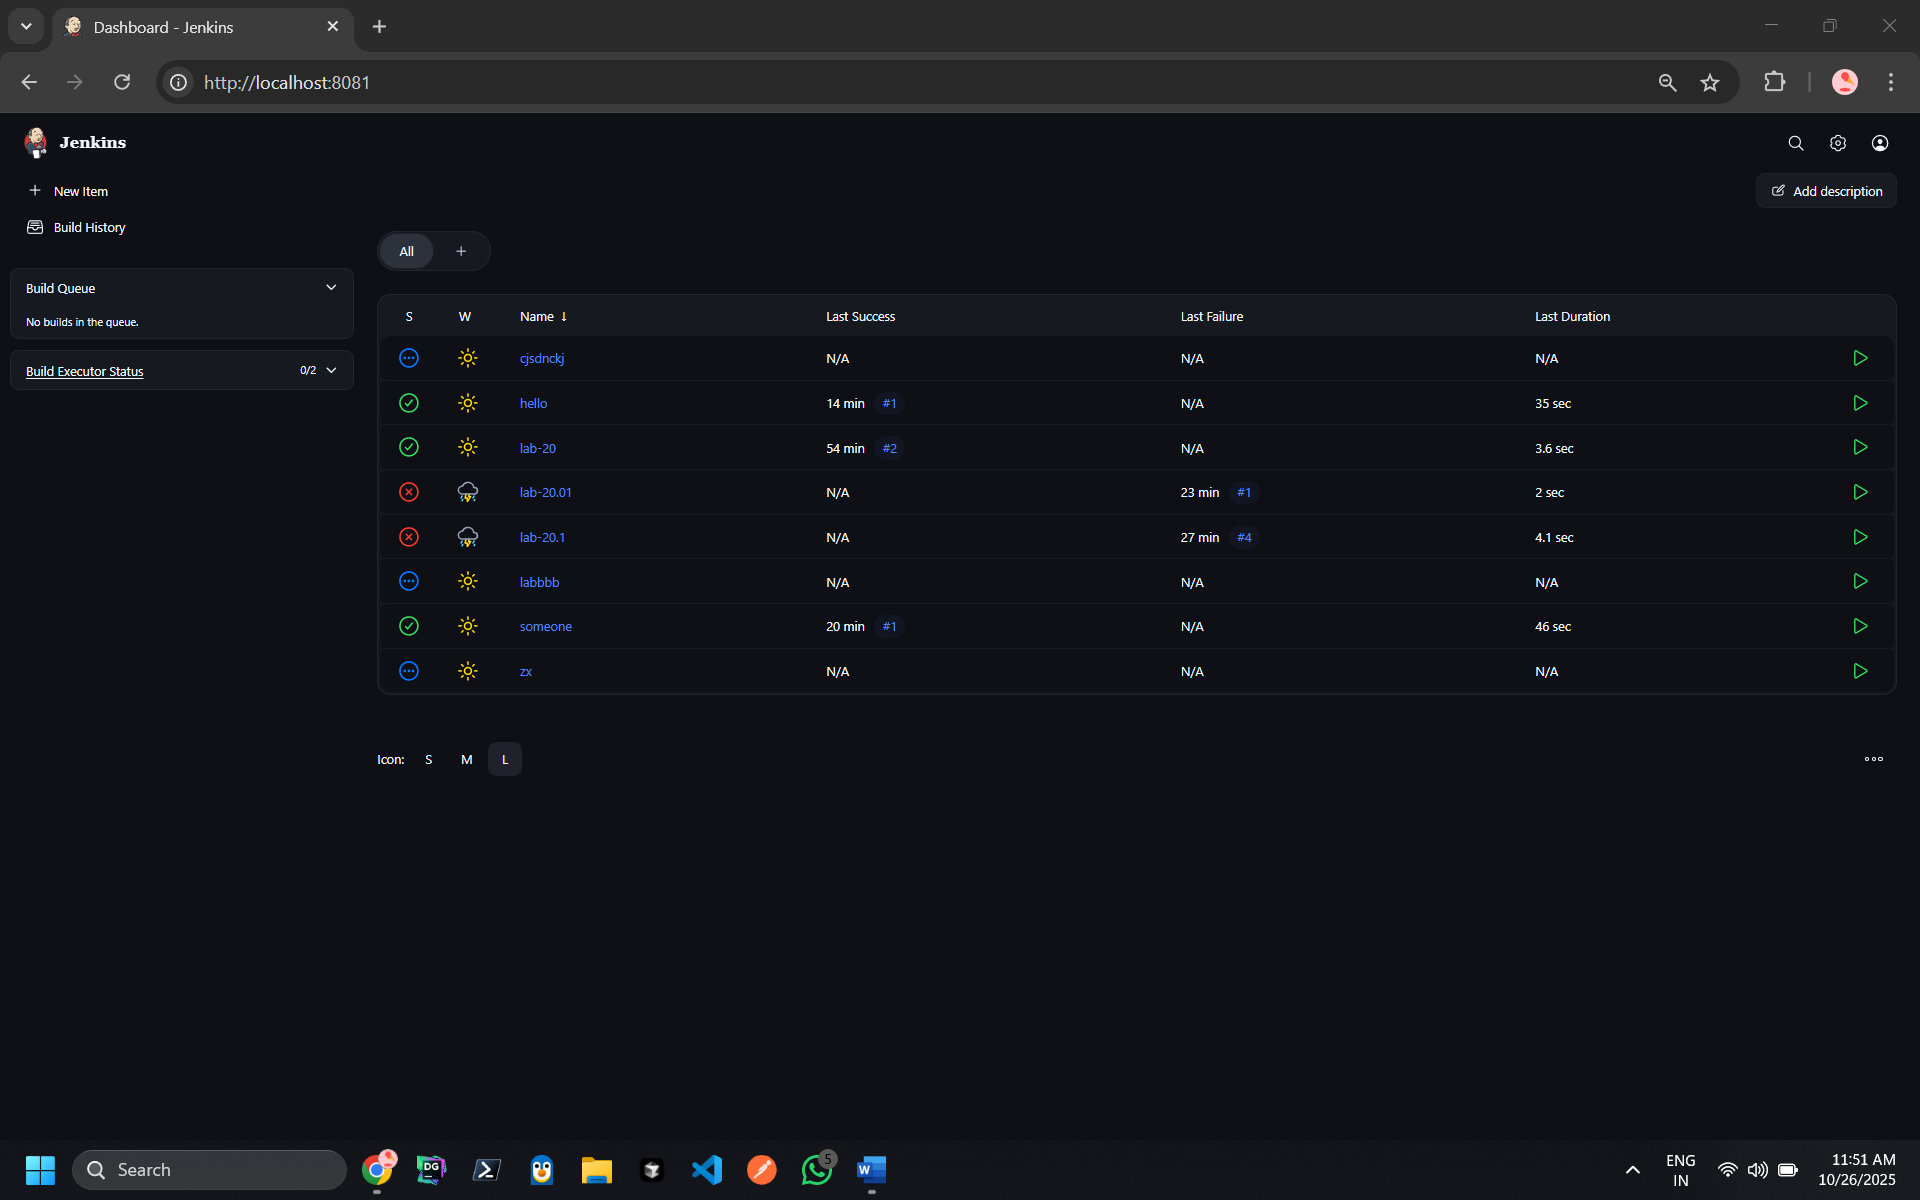 Dashboard - Jenkins
http://localhost:8081
Jenkins
New Item
Add description
Build History
All
Build Queue
No builds in the queue.
Build Executor Status 0/2
S W Name ↓ Last Success Last Failure Last Duration
cjsdnckj N/A N/A N/A
hello 14 min #1 N/A 35 sec
lab-20 54 min #2 N/A 3.6 sec
lab-20.01 N/A 23 min #1 2 sec
lab-20.1 N/A 27 min #4 4.1 sec
labbbb N/A N/A N/A
someone 20 min #1 N/A 46 sec
zx N/A N/A N/A
Icon: S M L
Search
DG
5
W
ENG
IN
11:51 AM
10/26/2025